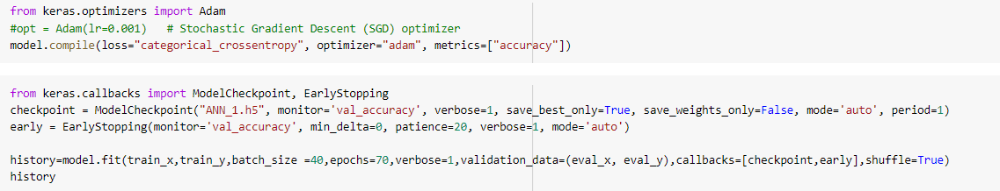 from keras.optimizers import Adam
#opt = Adam(lr=0.001)   # Stochastic Gradient Descent (SGD) optimizer
model.compile(loss="categorical_crossentropy", optimizer="adam", metrics=["accuracy"])
from keras.callbacks import ModelCheckpoint, EarlyStopping
checkpoint = ModelCheckpoint("ANN_1.h5", monitor='val_accuracy', verbose=1, save_best_only=True, save_weights_only=False, mode='auto', period=1)
early = EarlyStopping(monitor='val_accuracy', min_delta=0, patience=20, verbose=1, mode='auto')
history=model.fit(train_x,train_y,batch_size =40,epochs=70,verbose=1,validation_data=(eval_x, eval_y),callbacks=[checkpoint,early],shuffle=True)
history